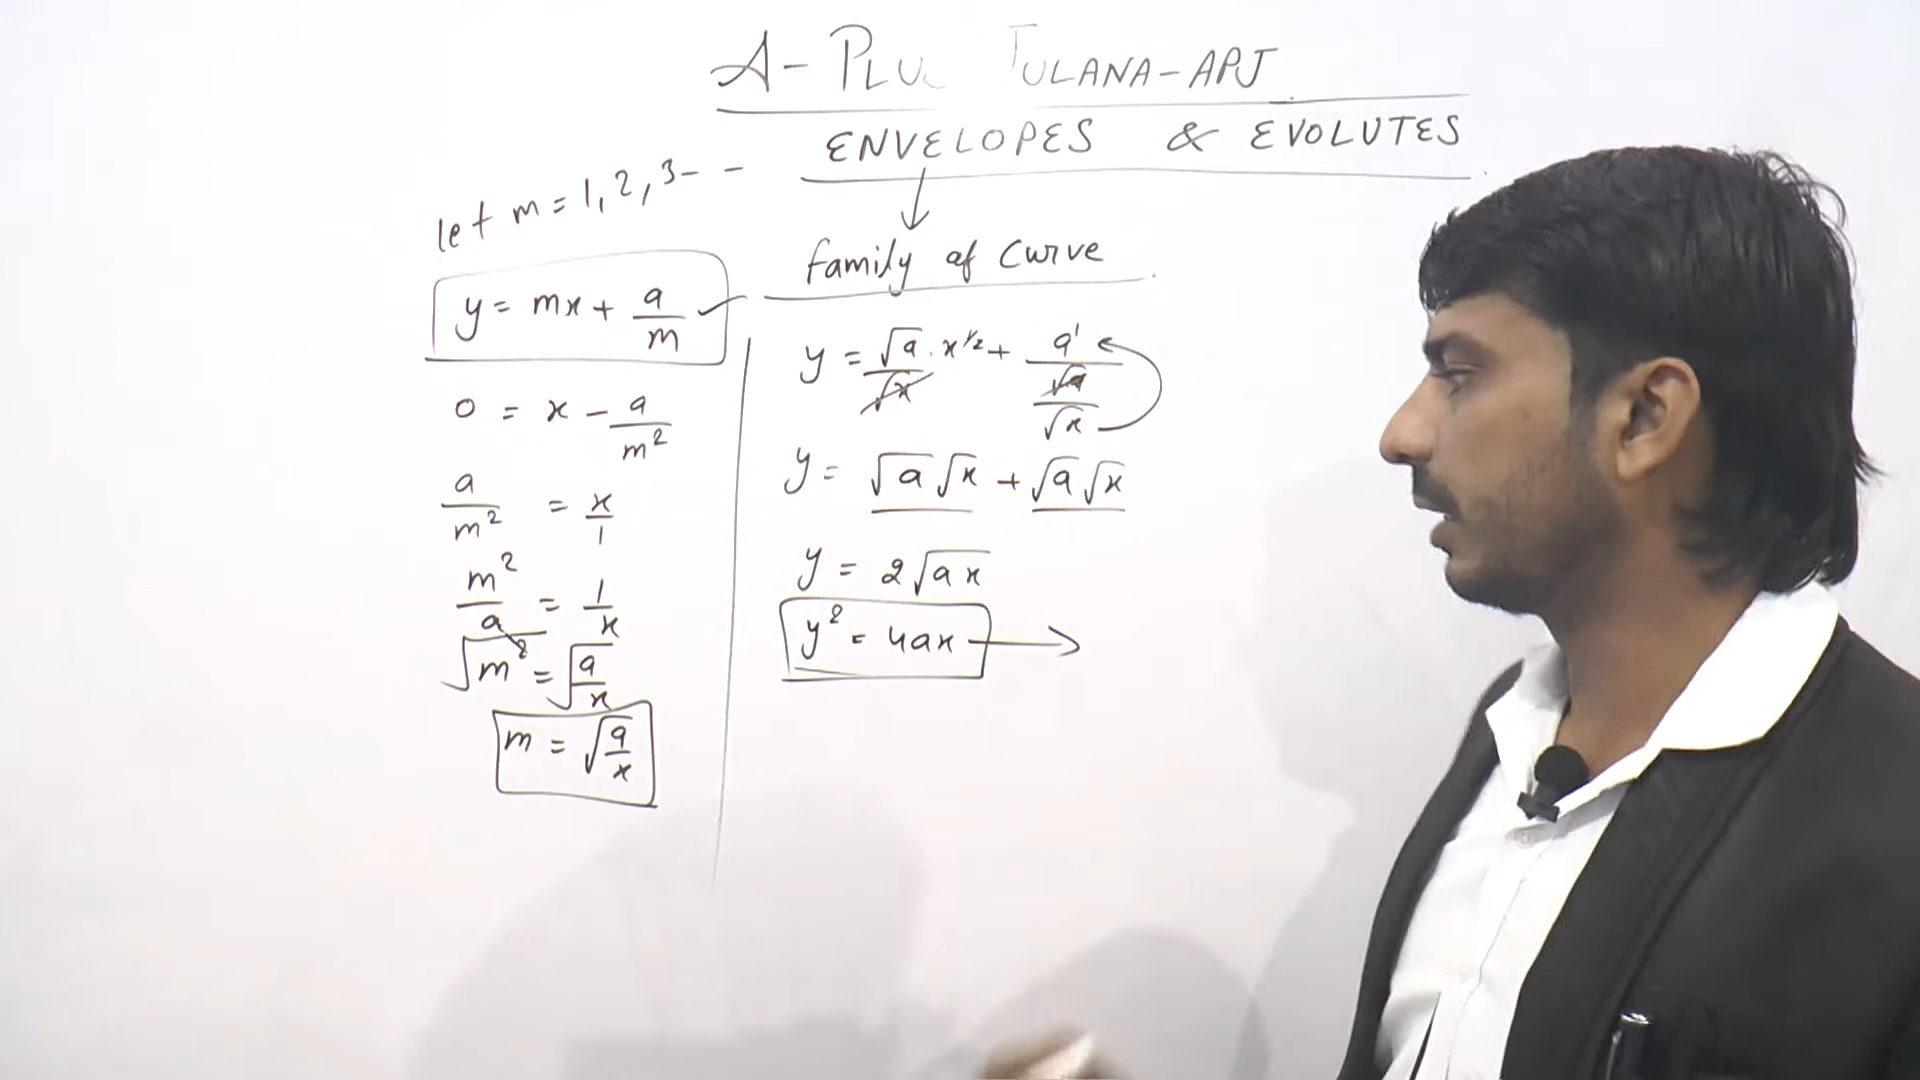 A- PLU TULANA-APJ
ENVELOPES & EVOLUTES
let m = 1, 2, 3 - -
family of curve
y = mx + a/m
0 = x - a/m²
a/m² = x/1
m²/a = 1/x
√m² = √a/x
m = √a/x
y = √a/√x . x^1/2 + a¹/√a/√x
y = √a √x + √a √x
y = 2√ax
y² = 4ax